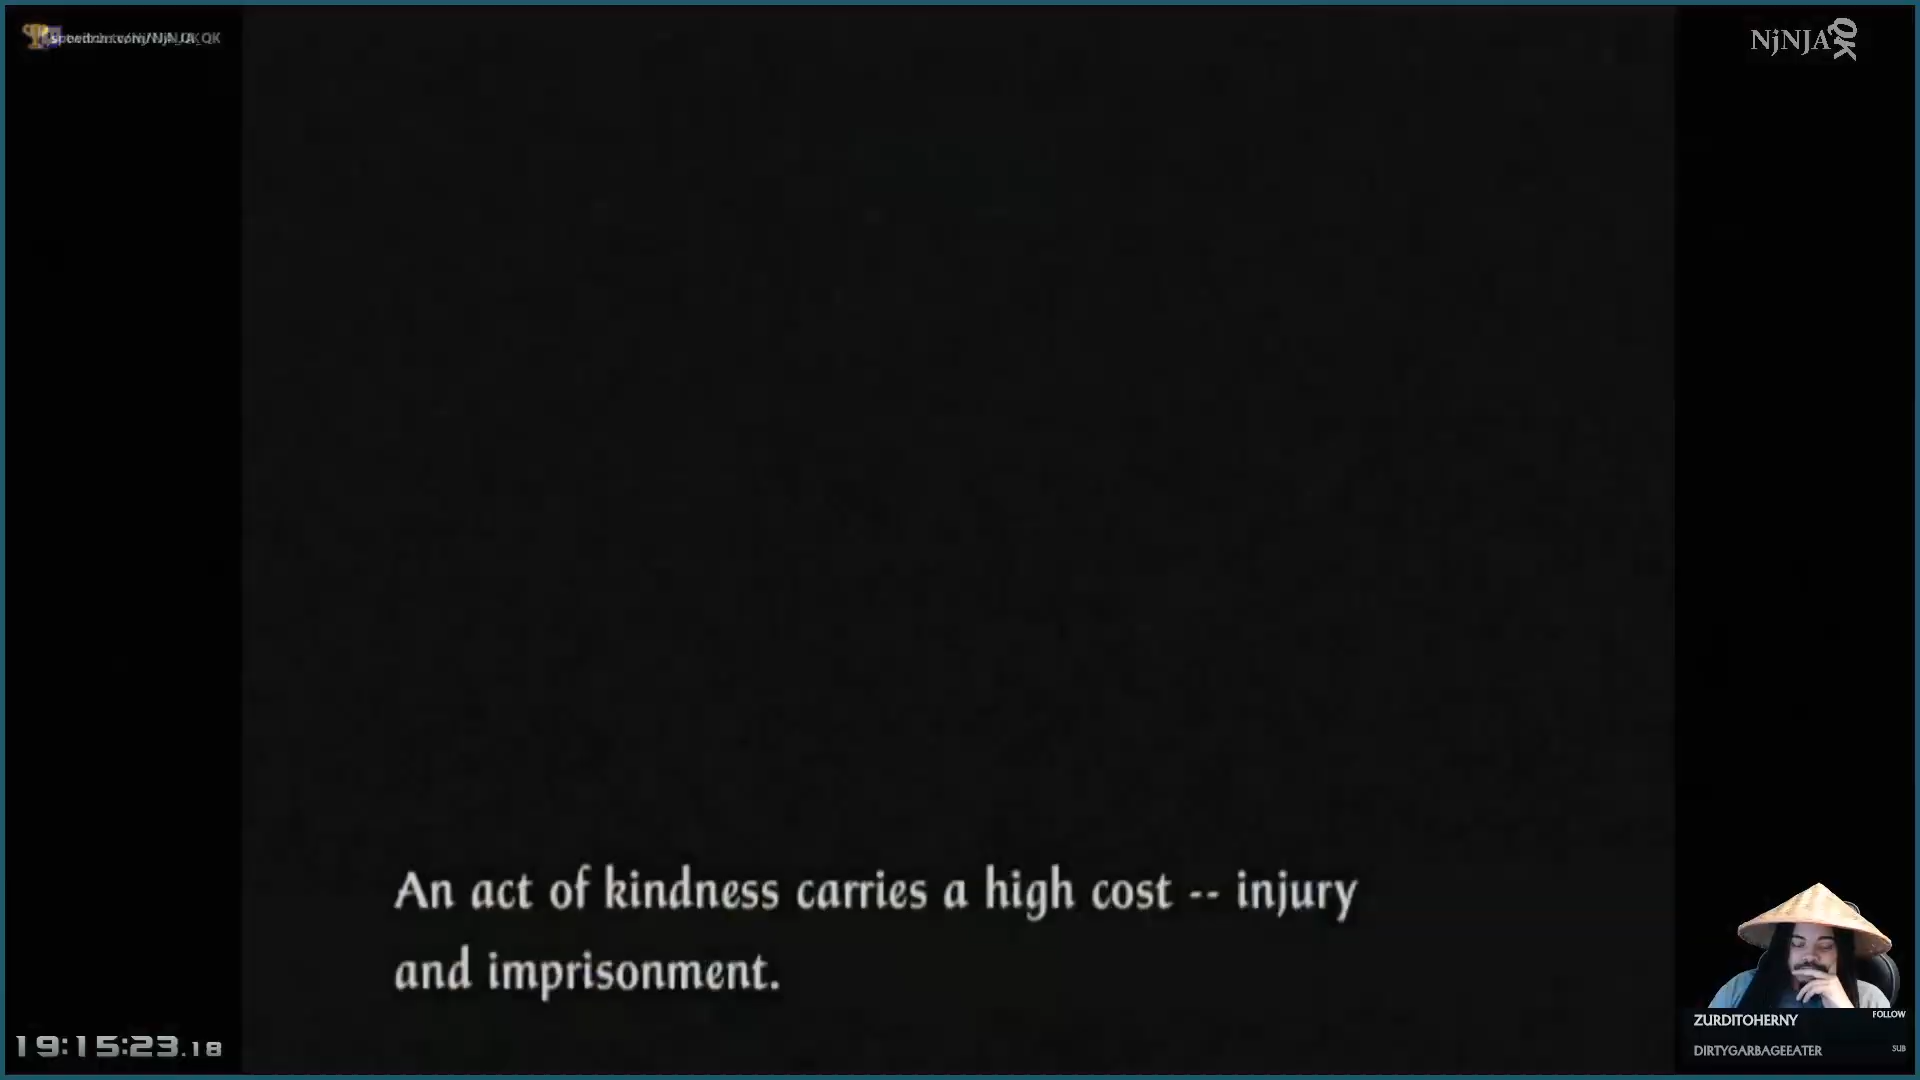 NjNJA QK
An act of kindness carries a high cost -- injury
and imprisonment.
19:15:23.18
ZURDITOHERNY
FOLLOW
DIRTYGARBAGEEATER
SUB